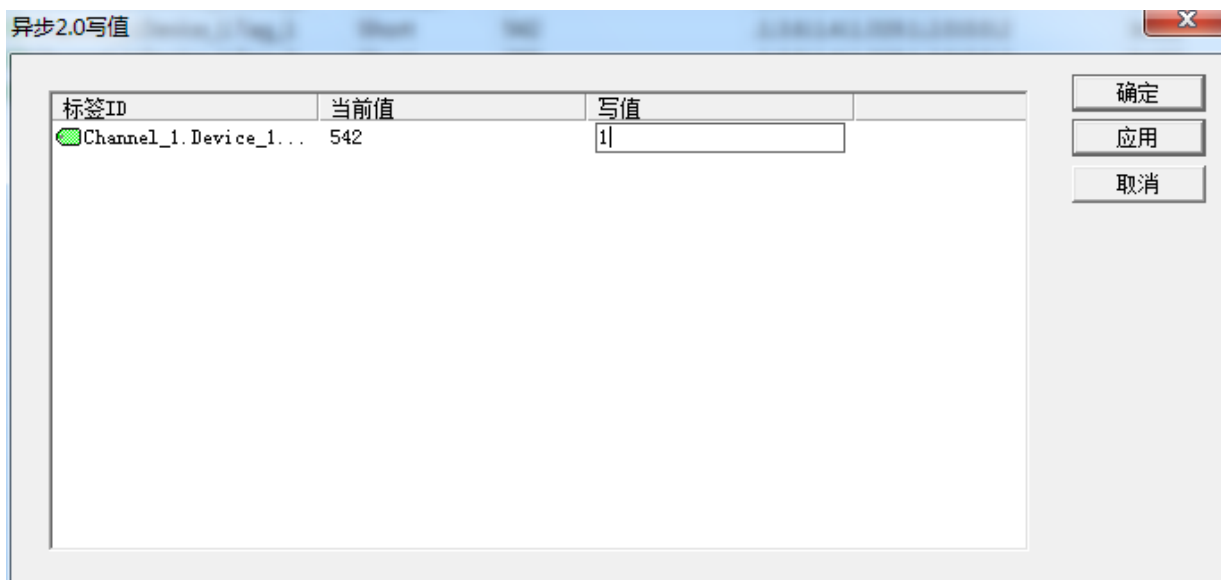 异步2.0写值
标签ID 当前值 写值
Channel_1.Device_1... 542 1
确定
应用
取消